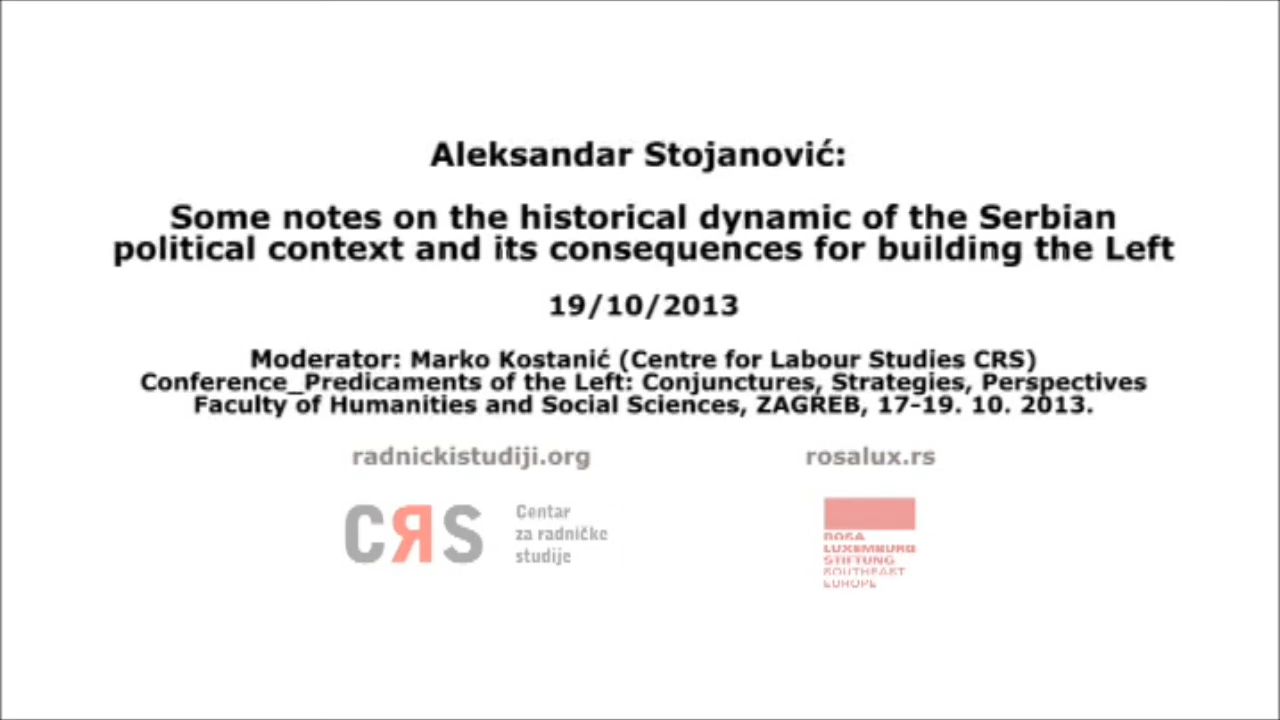 Aleksandar Stojanović:
Some notes on the historical dynamic of the Serbian
political context and its consequences for building the Left
19/10/2013
Moderator: Marko Kostanić (Centre for Labour Studies CRS)
Conference_Predicaments of the Left: Conjunctures, Strategies, Perspectives
Faculty of Humanities and Social Sciences, ZAGREB, 17-19. 10. 2013.
radnickistudiji.org
rosalux.rs
CЯS
Centar
za radničke
studije
ROSA
LUXEMBURG
STIFTUNG
SOUTHEAST
EUROPE